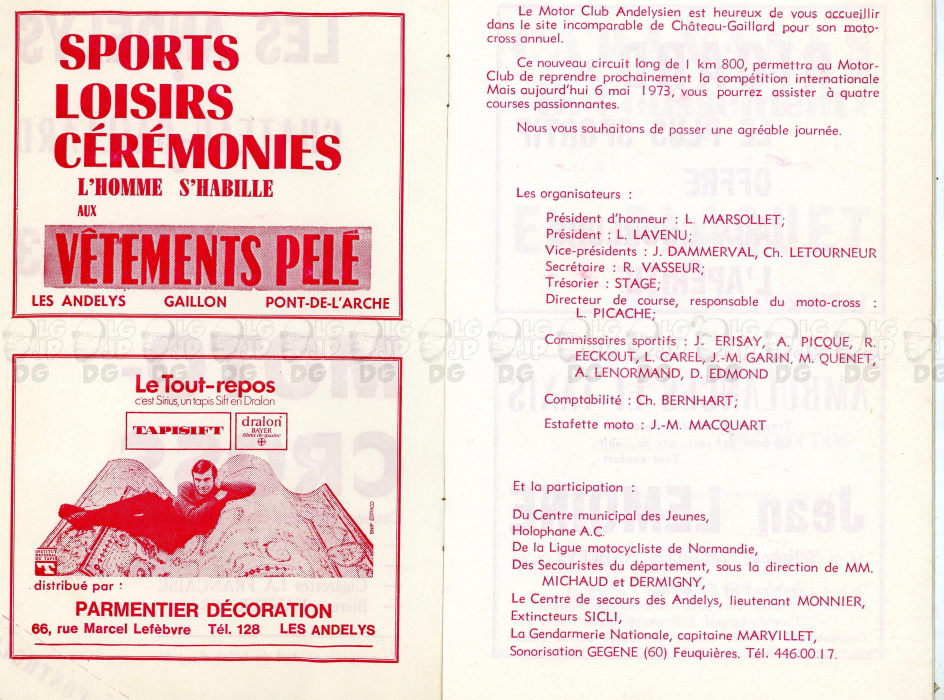 SPORTS
LOISIRS
CÉRÉMONIES
L'HOMME S'HABILLE
AUX
VÊTEMENTS PELÉ
LES ANDELYS GAILLON PONT-DE-L'ARCHE
Le Tout-repos
c'est Sirius, un tapis Sift en Dralon
TAPISIFT
dralon
BAYER
fibres de qualité
INSTITUT
NATIONAL
DU TAPIS
T
distribué par :
PARMENTIER DÉCORATION
66, rue Marcel Lefèbvre Tél. 128 LES ANDELYS
Le Motor Club Andelysien est heureux de vous accueillir
dans le site incomparable de Château-Gaillard pour son moto-
cross annuel.
Ce nouveau circuit long de 1 km 800, permettra au Motor-
Club de reprendre prochainement la compétition internationale
Mais aujourd'hui 6 mai 1973, vous pourrez assister à quatre
courses passionnantes.
Nous vous souhaitons de passer une agréable journée.
Les organisateurs :
Président d'honneur : L. MARSOLLET;
Président : L. LAVENU;
Vice-présidents : J. DAMMERVAL, Ch. LETOURNEUR
Secrétaire : R. VASSEUR;
Trésorier : STAGE;
Directeur de course, responsable du moto-cross :
L. PICACHE;
Commissaires sportifs : J. ERISAY, A. PICQUE, R.
EECKOUT, L. CAREL, J.-M. GARIN, M. QUENET,
A. LENORMAND, D. EDMOND
Comptabilité : Ch. BERNHART;
Estafette moto : J.-M. MACQUART
Et la participation :
Du Centre municipal des Jeunes,
Holophane A.C.
De la Ligue motocycliste de Normandie,
Des Secouristes du département, sous la direction de MM.
MICHAUD et DERMIGNY,
Le Centre de secours des Andelys, lieutenant MONNIER,
Extincteurs SICLI,
La Gendarmerie Nationale, capitaine MARVILLET,
Sonorisation GEGENE (60) Feuquières. Tél. 446.00.17.